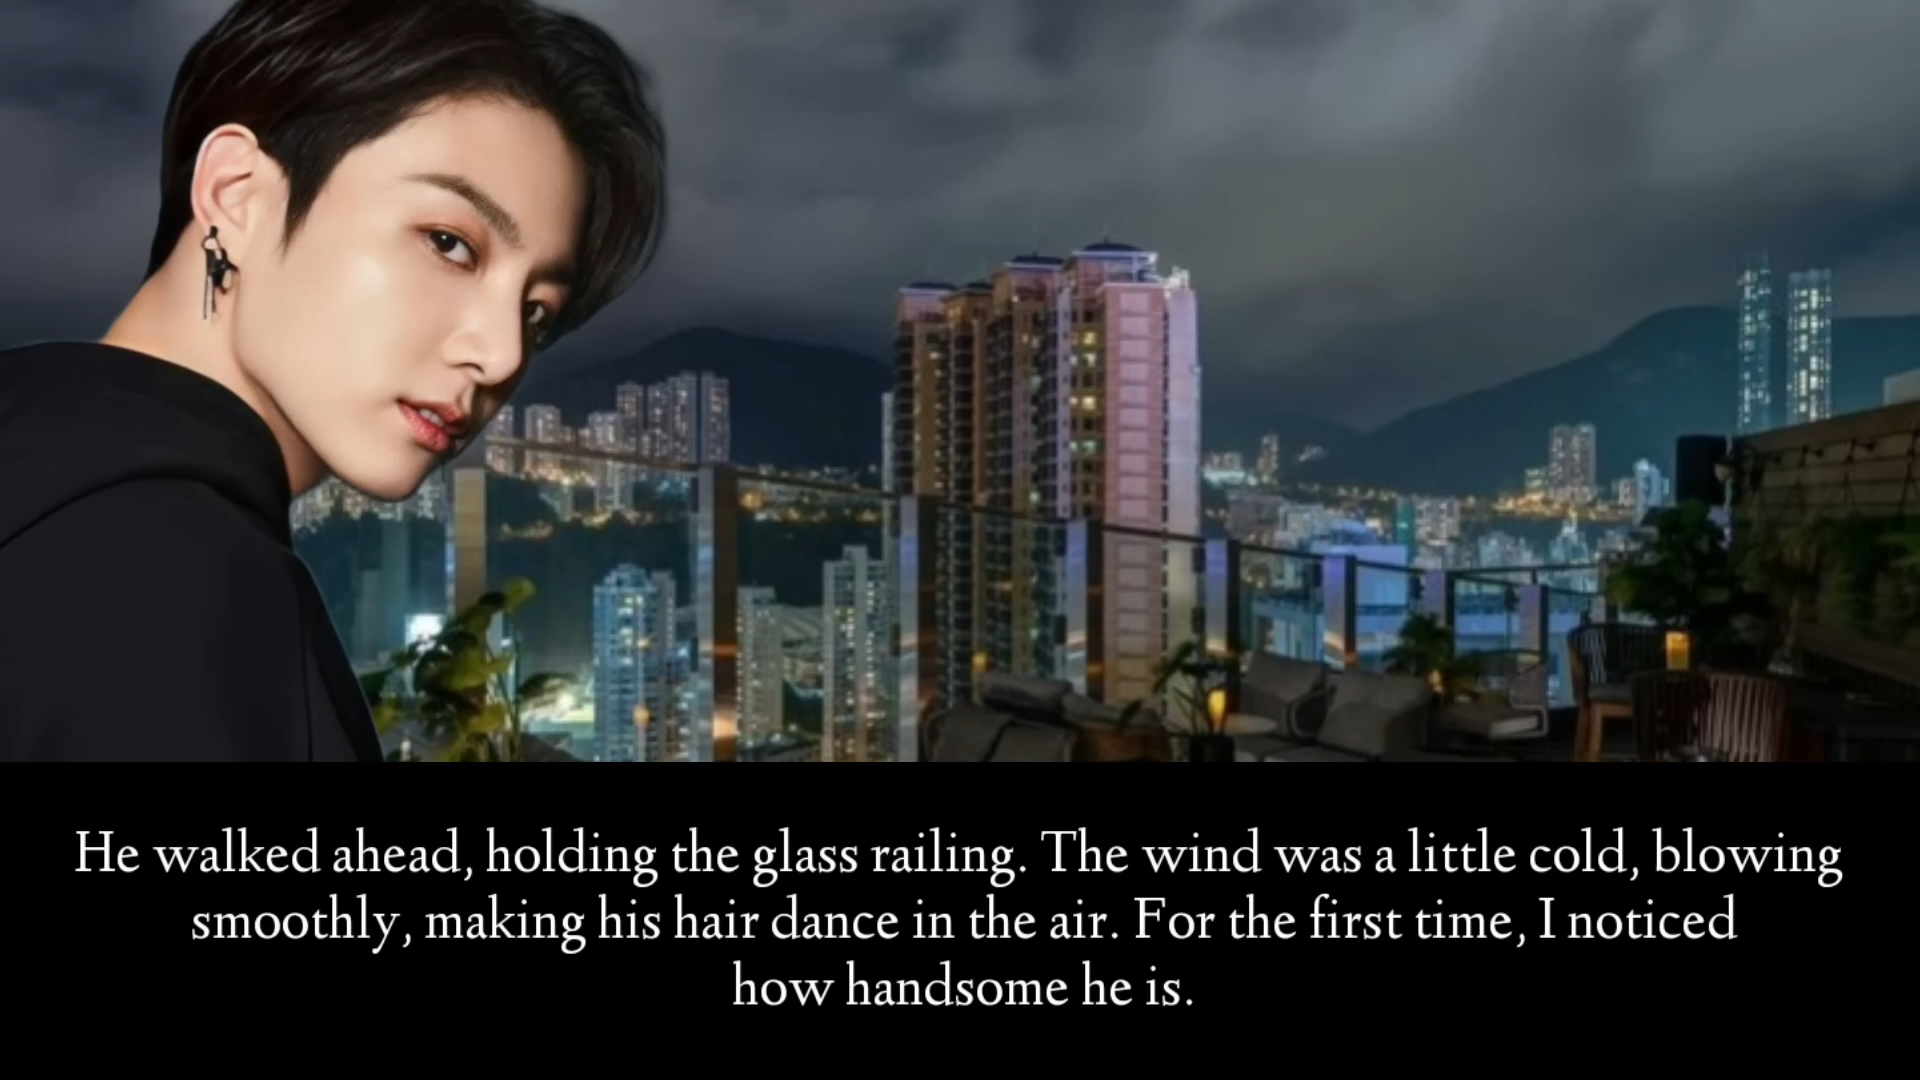 He walked ahead, holding the glass railing. The wind was a little cold, blowing
smoothly, making his hair dance in the air. For the first time, I noticed
how handsome he is.